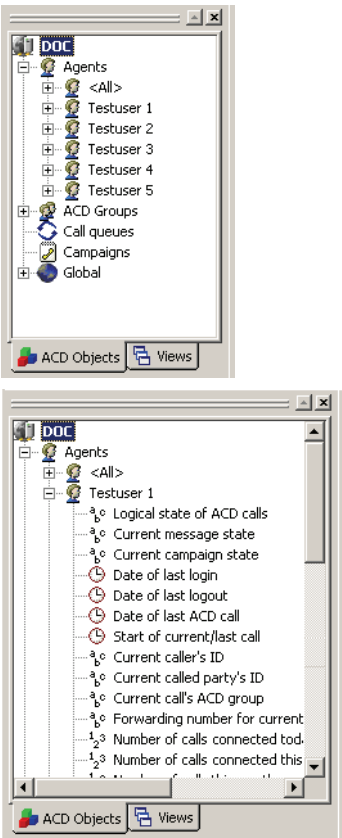 DOC
Agents
<All>
Testuser 1
Testuser 2
Testuser 3
Testuser 4
Testuser 5
ACD Groups
Call queues
Campaigns
Global
ACD Objects Views
DOC
Agents
<All>
Testuser 1
Logical state of ACD calls
Current message state
Current campaign state
Date of last login
Date of last logout
Date of last ACD call
Start of current/last call
Current caller's ID
Current called party's ID
Current call's ACD group
Forwarding number for current
Number of calls connected
Number of calls connected this
ACD Objects Views